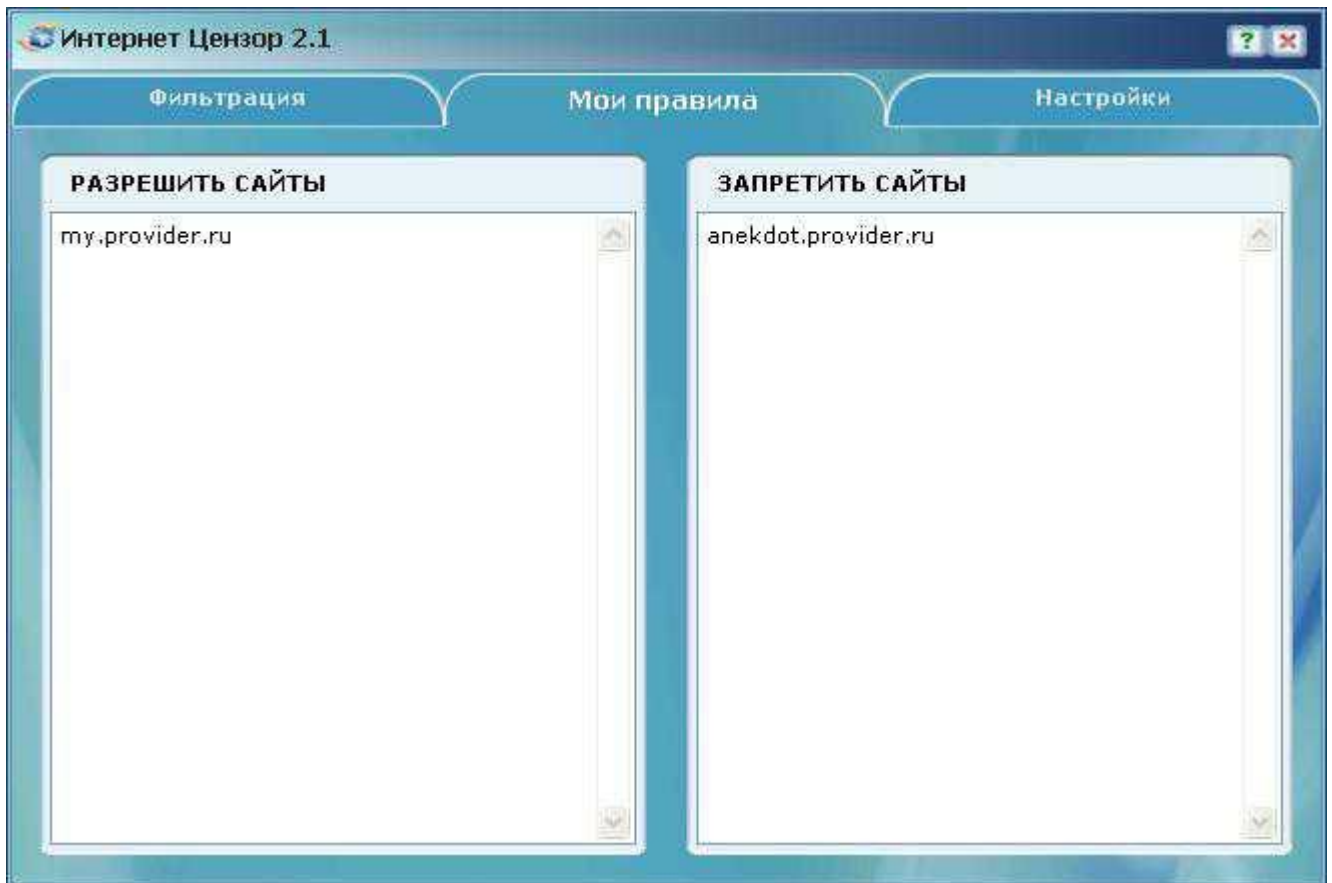 Интернет Цензор 2.1
Фильтрация
Мои правила
Настройки
РАЗРЕШИТЬ САЙТЫ
my.provider.ru
ЗАПРЕТИТЬ САЙТЫ
anekdot.provider.ru